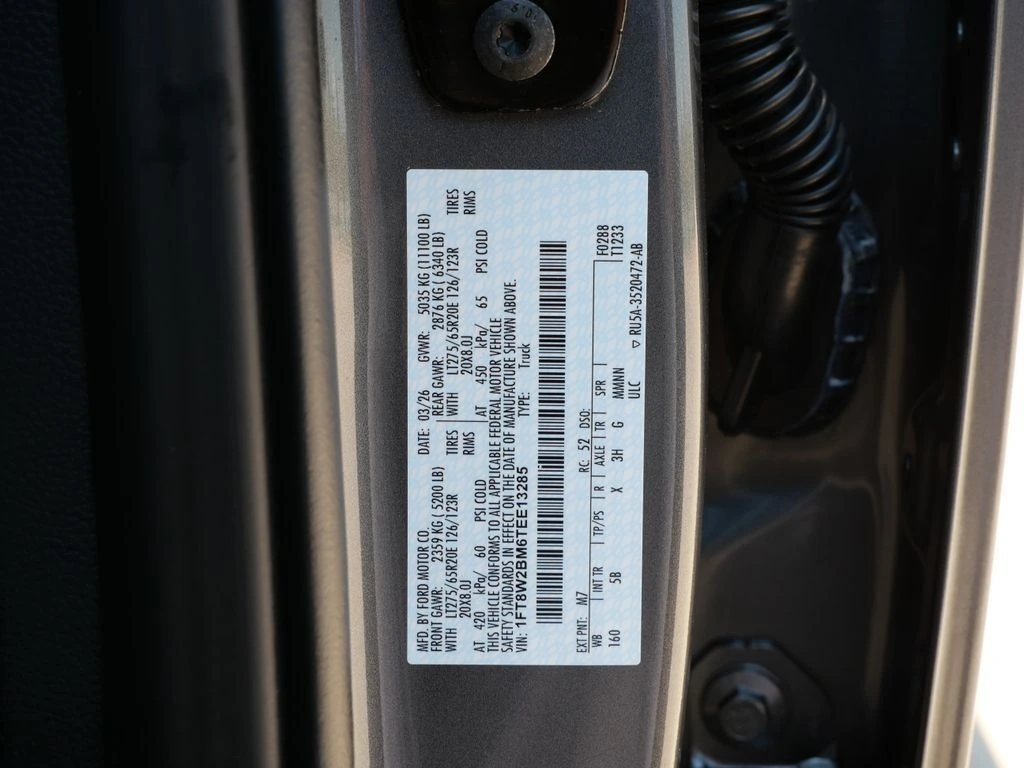 MFD. BY FORD MOTOR CO. DATE: 03/26 GVWR: 5035 KG (11100 LB)
FRONT GAWR: 2359 KG ( 5200 LB) REAR GAWR: 2876 KG ( 6340 LB)
WITH LT275/65R20E 126/123R TIRES WITH LT275/65R20E 126/123R TIRES
20X8.0J RIMS 20X8.0J RIMS
AT 420 kPa/ 60 PSI COLD AT 450 kPa/ 65 PSI COLD
THIS VEHICLE CONFORMS TO ALL APPLICABLE FEDERAL MOTOR VEHICLE
SAFETY STANDARDS IN EFFECT ON THE DATE OF MANUFACTURE SHOWN ABOVE.
VIN: 1FT8W2BM6TEE13285 TYPE: Truck
EXT PNT: M7 RC: 52 DSO: F0288
WB INT TR TP/PS R AXLE TR SPR T1233
160 5B X 3H G MMNNN
ULC ▽ RU5A-3520472-AB